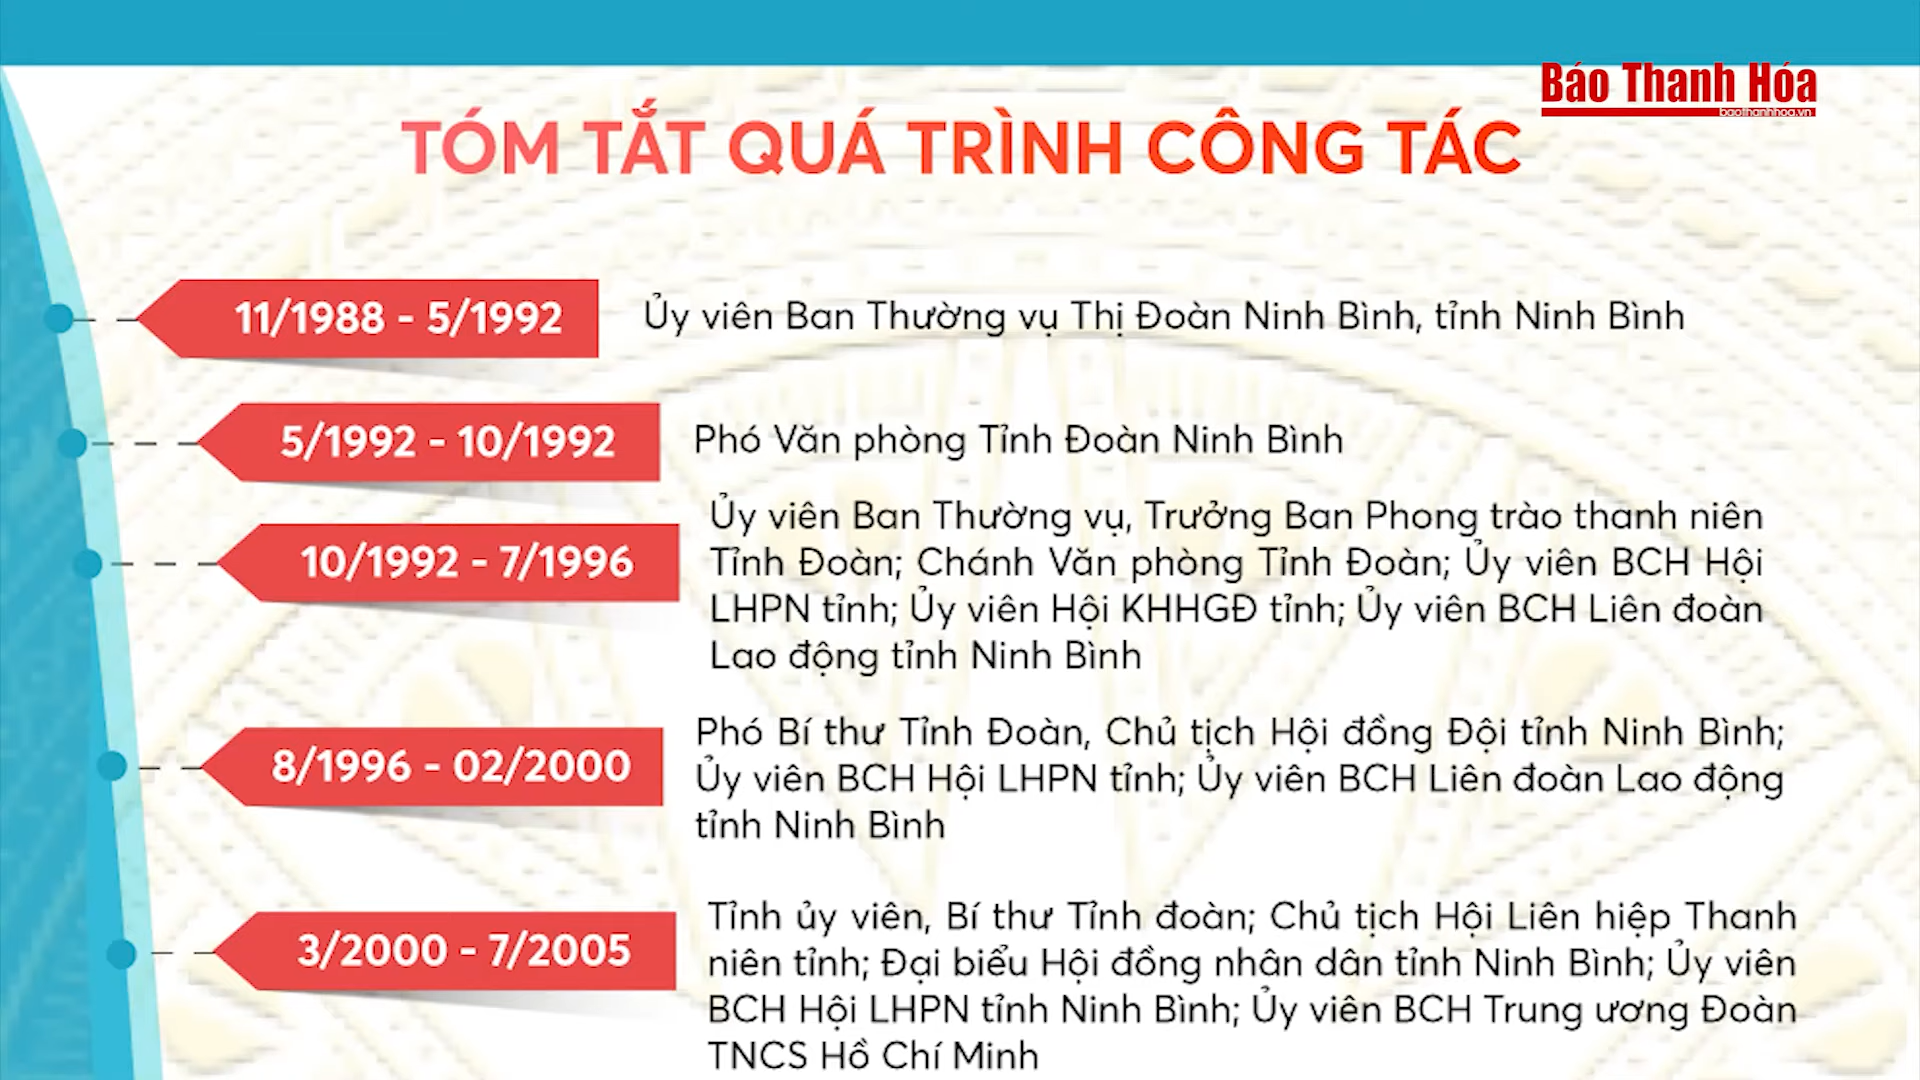 Báo Thanh Hóa
baothanhhoa.vn
TÓM TẮT QUÁ TRÌNH CÔNG TÁC
11/1988 - 5/1992
Ủy viên Ban Thường vụ Thị Đoàn Ninh Bình, tỉnh Ninh Bình
5/1992 - 10/1992
Phó Văn phòng Tỉnh Đoàn Ninh Bình
10/1992 - 7/1996
Ủy viên Ban Thường vụ, Trưởng Ban Phong trào thanh niên
Tỉnh Đoàn; Chánh Văn phòng Tỉnh Đoàn; Ủy viên BCH Hội
LHPN tỉnh; Ủy viên Hội KHHGĐ tỉnh; Ủy viên BCH Liên đoàn
Lao động tỉnh Ninh Bình
8/1996 - 02/2000
Phó Bí thư Tỉnh Đoàn, Chủ tịch Hội đồng Đội tỉnh Ninh Bình;
Ủy viên BCH Hội LHPN tỉnh; Ủy viên BCH Liên đoàn Lao động
tỉnh Ninh Bình
3/2000 - 7/2005
Tỉnh ủy viên, Bí thư Tỉnh đoàn; Chủ tịch Hội Liên hiệp Thanh
niên tỉnh; Đại biểu Hội đồng nhân dân tỉnh Ninh Bình; Ủy viên
BCH Hội LHPN tỉnh Ninh Bình; Ủy viên BCH Trung ương Đoàn
TNCS Hồ Chí Minh